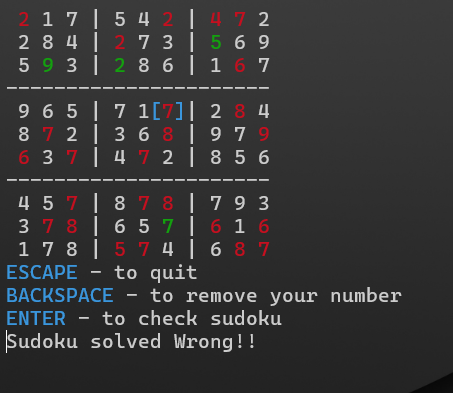 2 1 7 | 5 4 2 | 4 7 2
2 8 4 | 2 7 3 | 5 6 9
5 9 3 | 2 8 6 | 1 6 7
-----------------------
9 6 5 | 7 1[7]| 2 8 4
8 7 2 | 3 6 8 | 9 7 9
6 3 7 | 4 7 2 | 8 5 6
-----------------------
4 5 7 | 8 7 8 | 7 9 3
3 7 8 | 6 5 7 | 6 1 6
1 7 8 | 5 7 4 | 6 8 7
ESCAPE - to quit
BACKSPACE - to remove your number
ENTER - to check sudoku
Sudoku solved Wrong!!